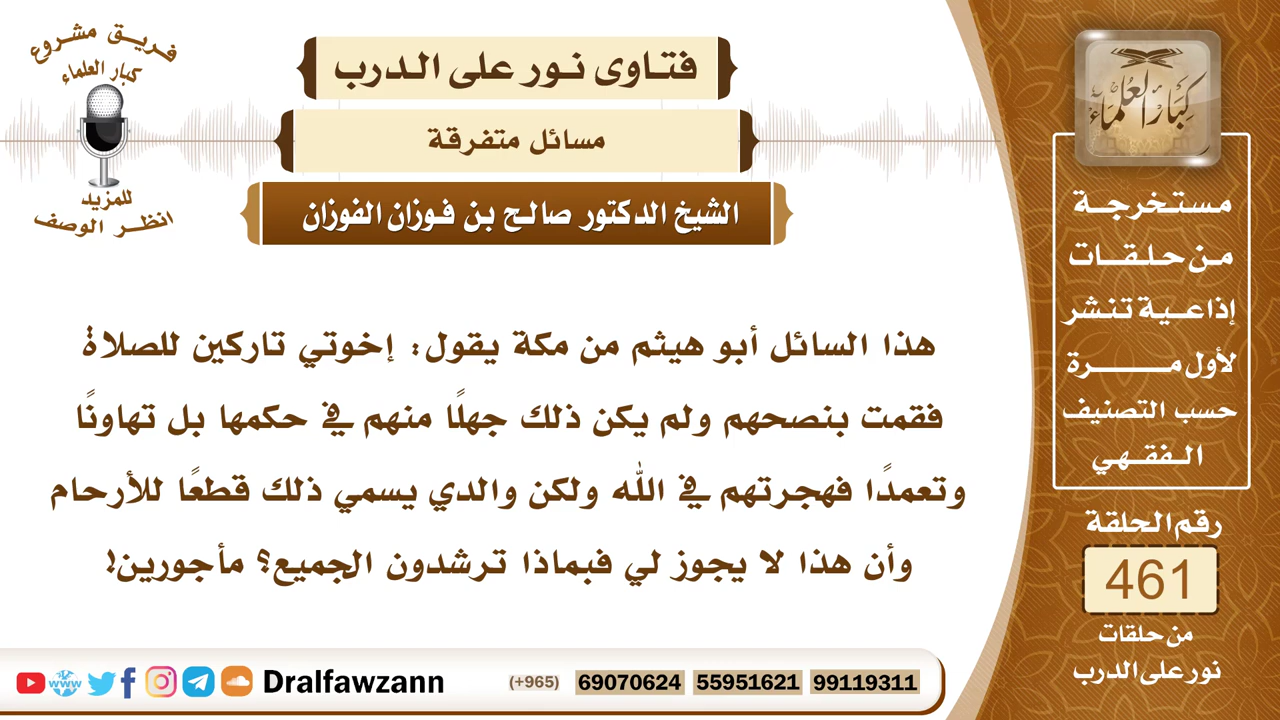 فريق مشروع
كبار العلماء
للمزيد
انظر الوصف
فتاوى نور على الدرب
مسائل متفرقة
الشيخ الدكتور صالح بن فوزان الفوزان
هذا السائل أبو هيثم من مكة يقول: إخوتي تاركين للصلاة
فقمت بنصحهم ولم يكن ذلك جهلًا منهم في حكمها بل تهاونًا
وتعمدًا فهجرتهم في الله ولكن والدي يسمي ذلك قطعًا للأرحام
وأن هذا لا يجوز لي فبماذا ترشدون الجميع؟ مأجورين!
كبار العلماء
مستخرجة
من حلقات
إذاعية تنشر
لأول مرة
حسب التصنيف
الفقهي
رقم الحلقة
461
من حلقات
نور على الدرب
www Dralfawzann (+965) 69070624 55951621 99119311